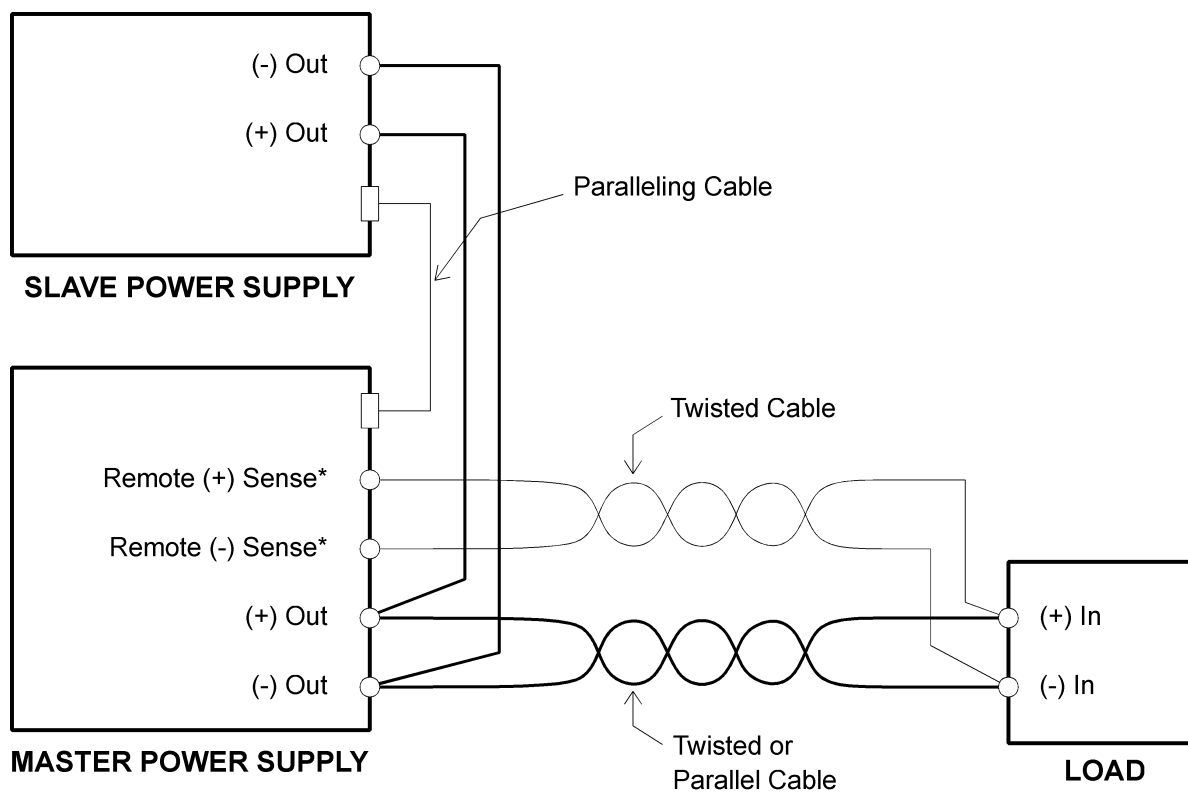 (-) Out
(+) Out
Paralleling Cable
SLAVE POWER SUPPLY
Twisted Cable
Remote (+) Sense*
Remote (-) Sense*
(+) Out
(+) In
(-) Out
(-) In
Twisted or
Parallel Cable
MASTER POWER SUPPLY
LOAD